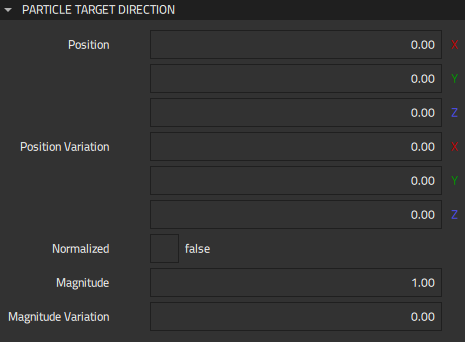 PARTICLE TARGET DIRECTION
Position 0.00 X
0.00 Y
0.00 Z
Position Variation 0.00 X
0.00 Y
0.00 Z
Normalized false
Magnitude 1.00
Magnitude Variation 0.00